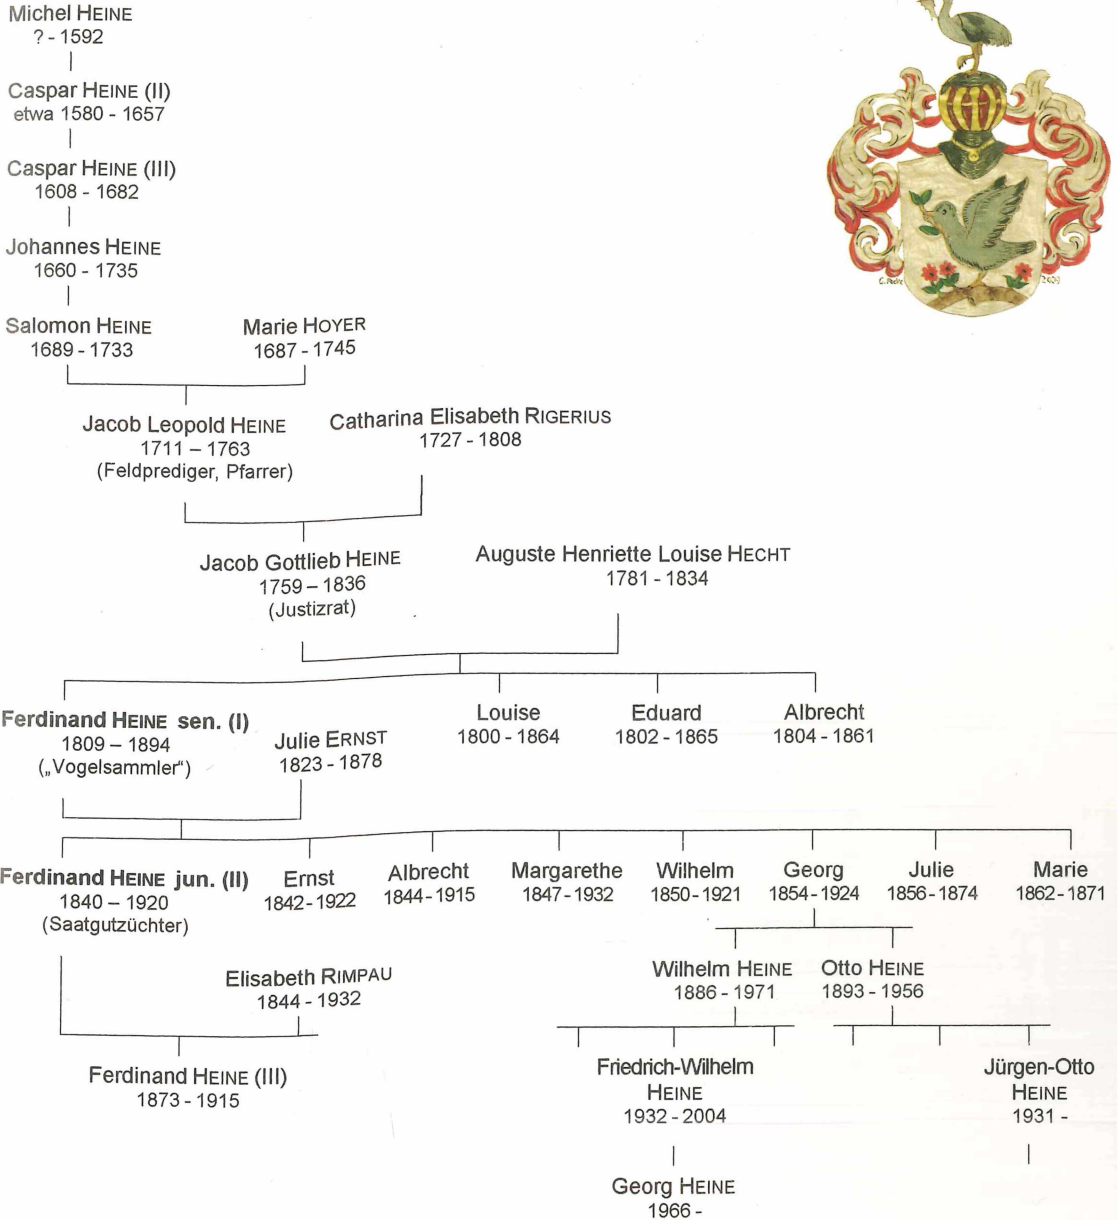 Michel HEINE
? - 1592
Caspar HEINE (II)
etwa 1580 - 1657
Caspar HEINE (III)
1608 - 1682
Johannes HEINE
1660 - 1735
Salomon HEINE
1689 - 1733
Marie HOYER
1687 - 1745
Jacob Leopold HEINE
1711 – 1763
(Feldprediger, Pfarrer)
Catharina Elisabeth RIGERIUS
1727 - 1808
Jacob Gottlieb HEINE
1759 – 1836
(Justizrat)
Auguste Henriette Louise HECHT
1781 - 1834
Ferdinand HEINE sen. (I)
1809 – 1894
(„Vogelsammler“)
Julie ERNST
1823 - 1878
Louise
1800 - 1864
Eduard
1802 - 1865
Albrecht
1804 - 1861
Ferdinand HEINE jun. (II)
1840 – 1920
(Saatgutzüchter)
Ernst
1842 - 1922
Albrecht
1844 - 1915
Margarethe
1847 - 1932
Wilhelm
1850 - 1921
Georg
1854 - 1924
Julie
1856 - 1874
Marie
1862 - 1871
Elisabeth RIMPAU
1844 - 1932
Wilhelm HEINE
1886 - 1971
Otto HEINE
1893 - 1956
Ferdinand HEINE (III)
1873 - 1915
Friedrich-Wilhelm
HEINE
1932 - 2004
Jürgen-Otto
HEINE
1931 -
Georg HEINE
1966 -